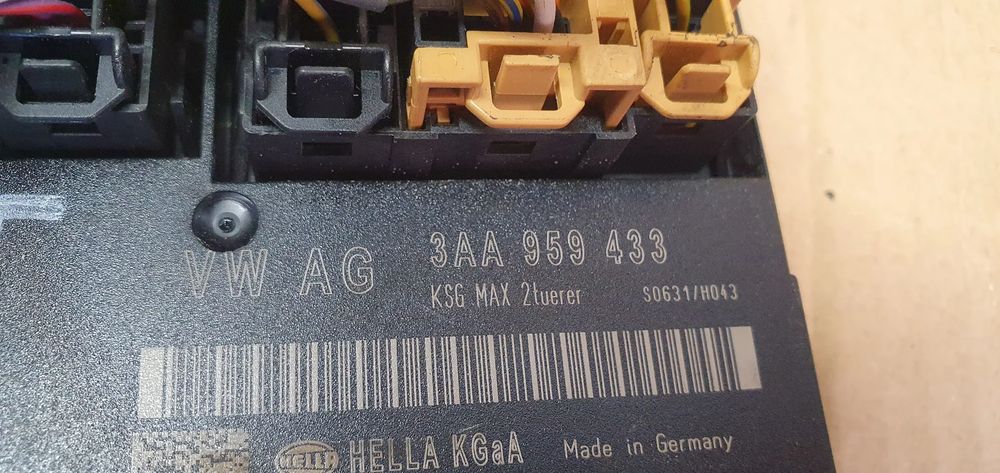 VW AG 3AA 959 433
KSG MAX 2tuerer S0631/H043
HELLA HELLA KGaA Made in Germany